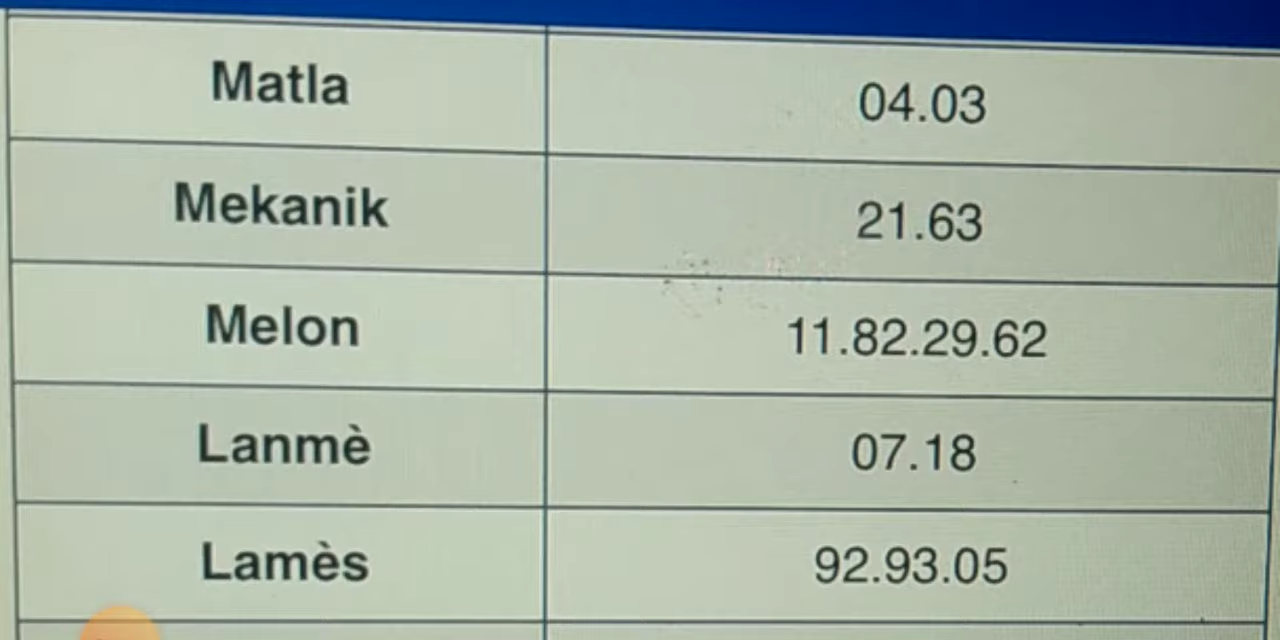 Matla 04.03
Mekanik 21.63
Melon 11.82.29.62
Lanmè 07.18
Lamès 92.93.05